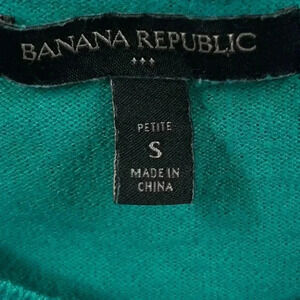 BANANA REPUBLIC
PETITE
S
MADE IN
CHINA